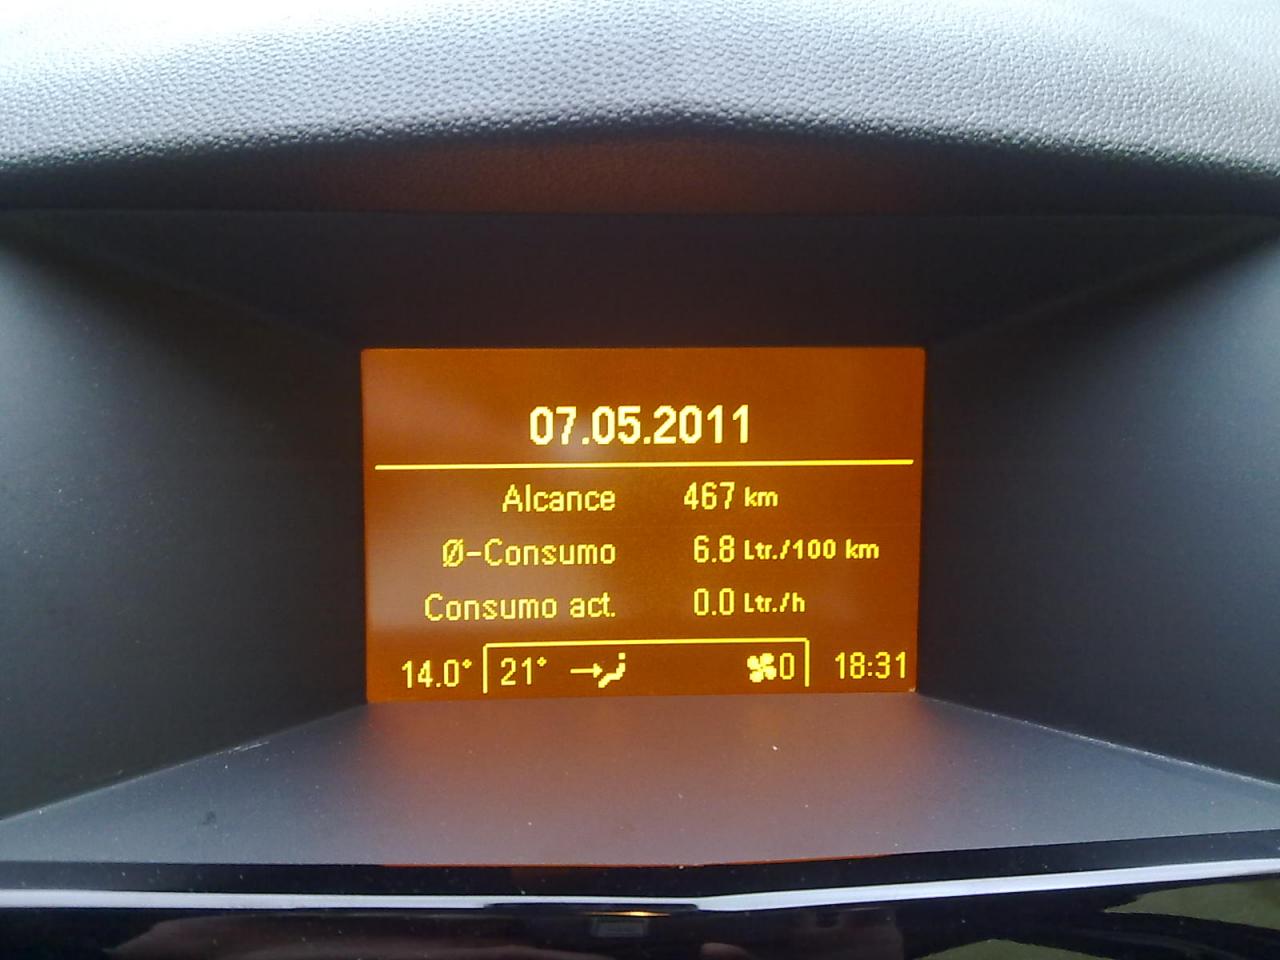 07.05.2011
Alcance 467 km
Ø-Consumo 6.8 Ltr./100 km
Consumo act. 0.0 Ltr./h
14.0° 21° 0 18:31